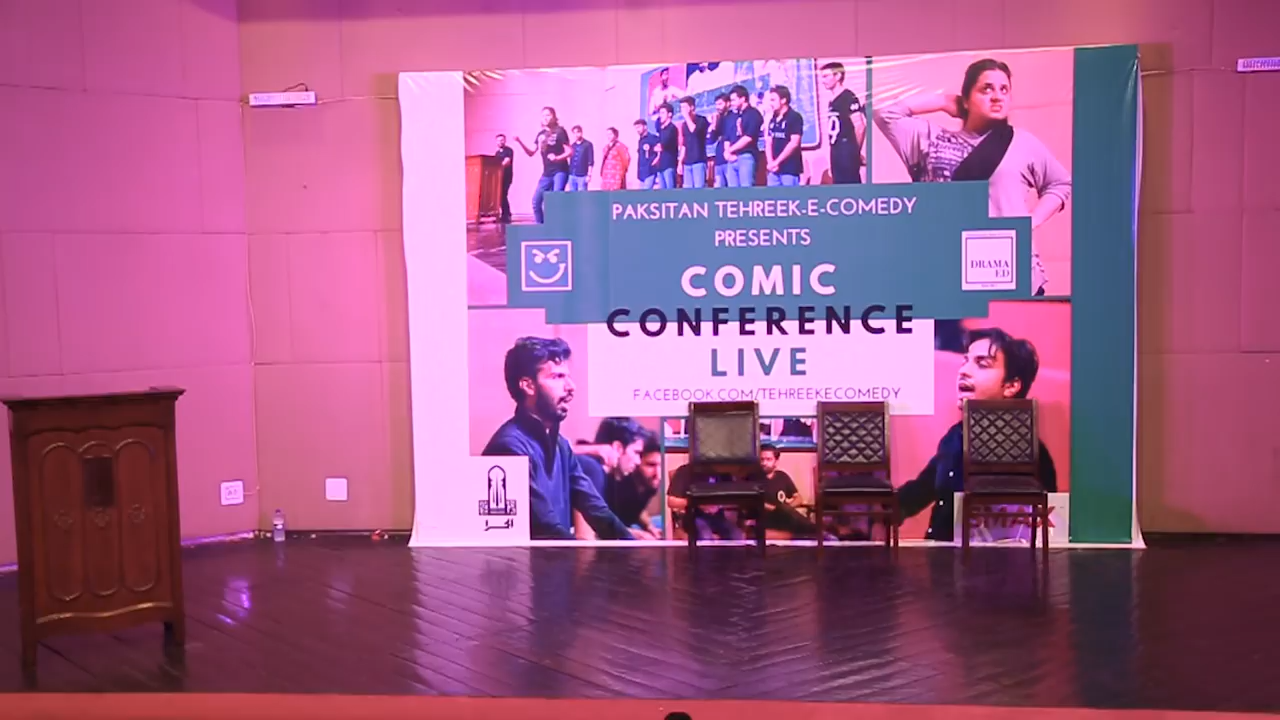 PAKSITAN TEHREEK-E-COMEDY
PRESENTS
COMIC
CONFERENCE
LIVE
FACEBOOK.COM/TEHREEKECOMEDY
DRAMA
ED